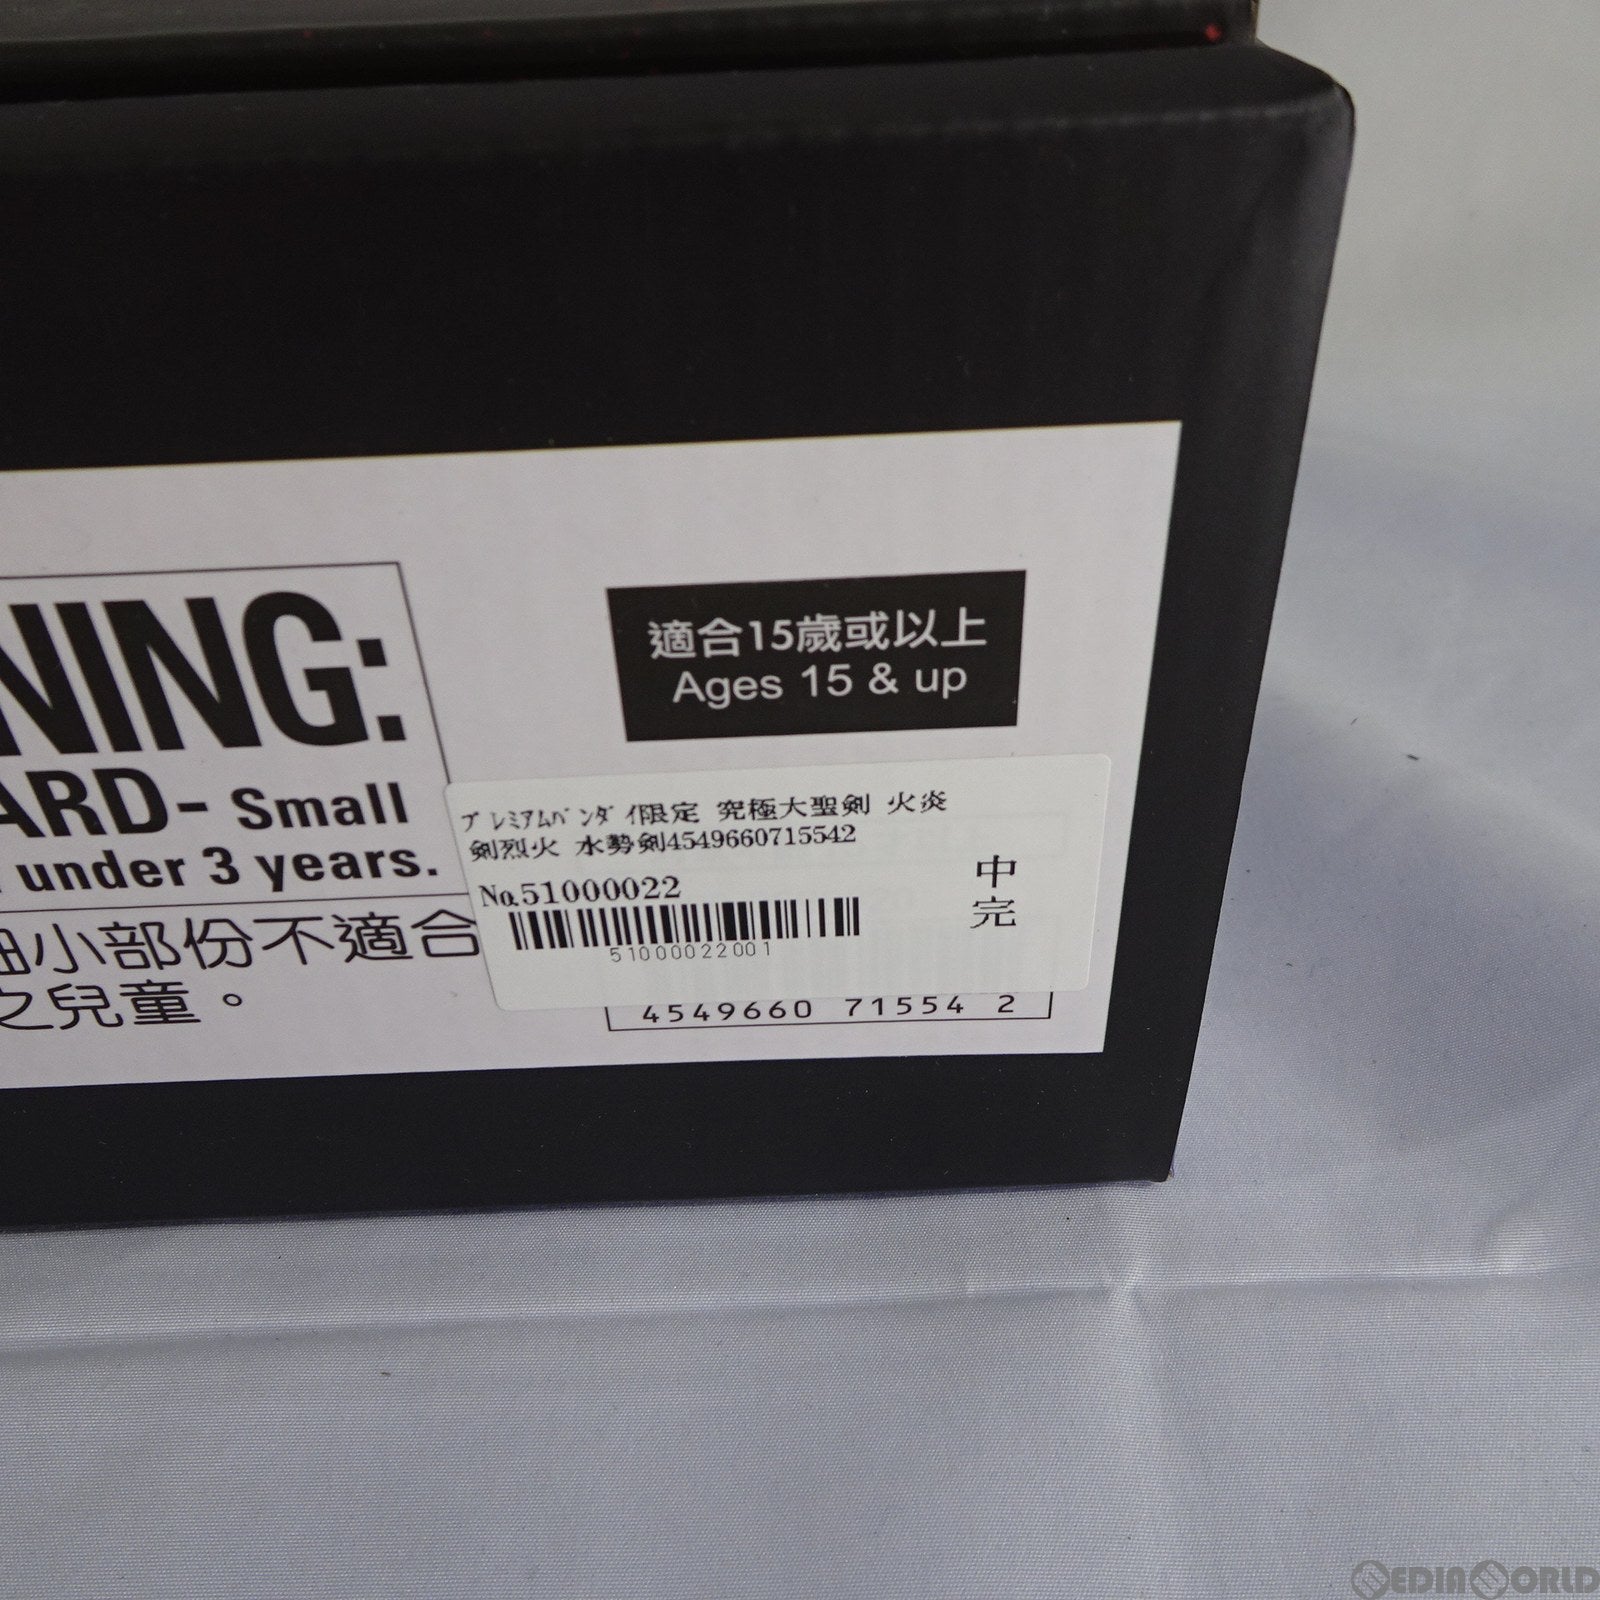 NING:
ARD- Small
under 3 years.
小部份不適合
之兒童。
適合15歲或以上
Ages 15 & up
プレミアムバンダイ限定 究極大聖剣 火炎
剣烈火 水勢剣4549660715542
No.51000022
中
完
51000022001
4549660 71554 2
MEDIAWORLD